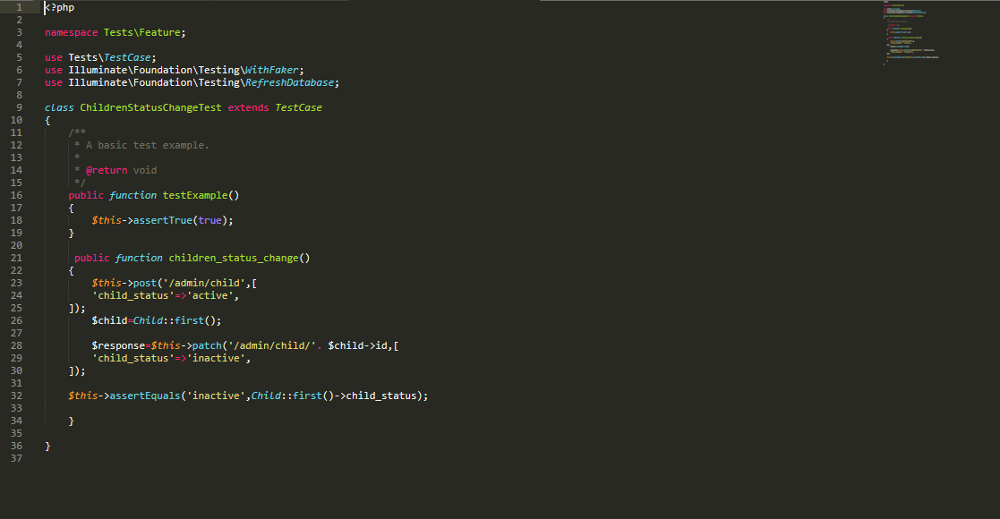 1 <?php
2
3 namespace Tests\Feature;
4
5 use Tests\TestCase;
6 use Illuminate\Foundation\Testing\WithFaker;
7 use Illuminate\Foundation\Testing\RefreshDatabase;
8
9 class ChildrenStatusChangeTest extends TestCase
10 {
11     /**
12      * A basic test example.
13      *
14      * @return void
15      */
16     public function testExample()
17     {
18         $this->assertTrue(true);
19     }
20
21      public function children_status_change()
22     {
23         $this->post('/admin/child',[
24         'child_status'=>'active',
25     ]);
26         $child=Child::first();
27
28         $response=$this->patch('/admin/child/'. $child->id,[
29         'child_status'=>'inactive',
30     ]);
31
32     $this->assertEquals('inactive',Child::first()->child_status);
33
34     }
35
36 }
37